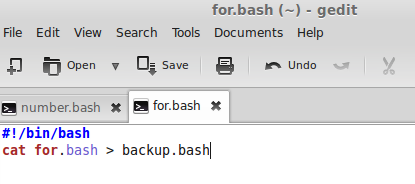 for.bash (~) - gedit
File Edit View Search Tools Documents Help
Open Save Undo
number.bash for.bash
#!/bin/bash
cat for.bash > backup.bash